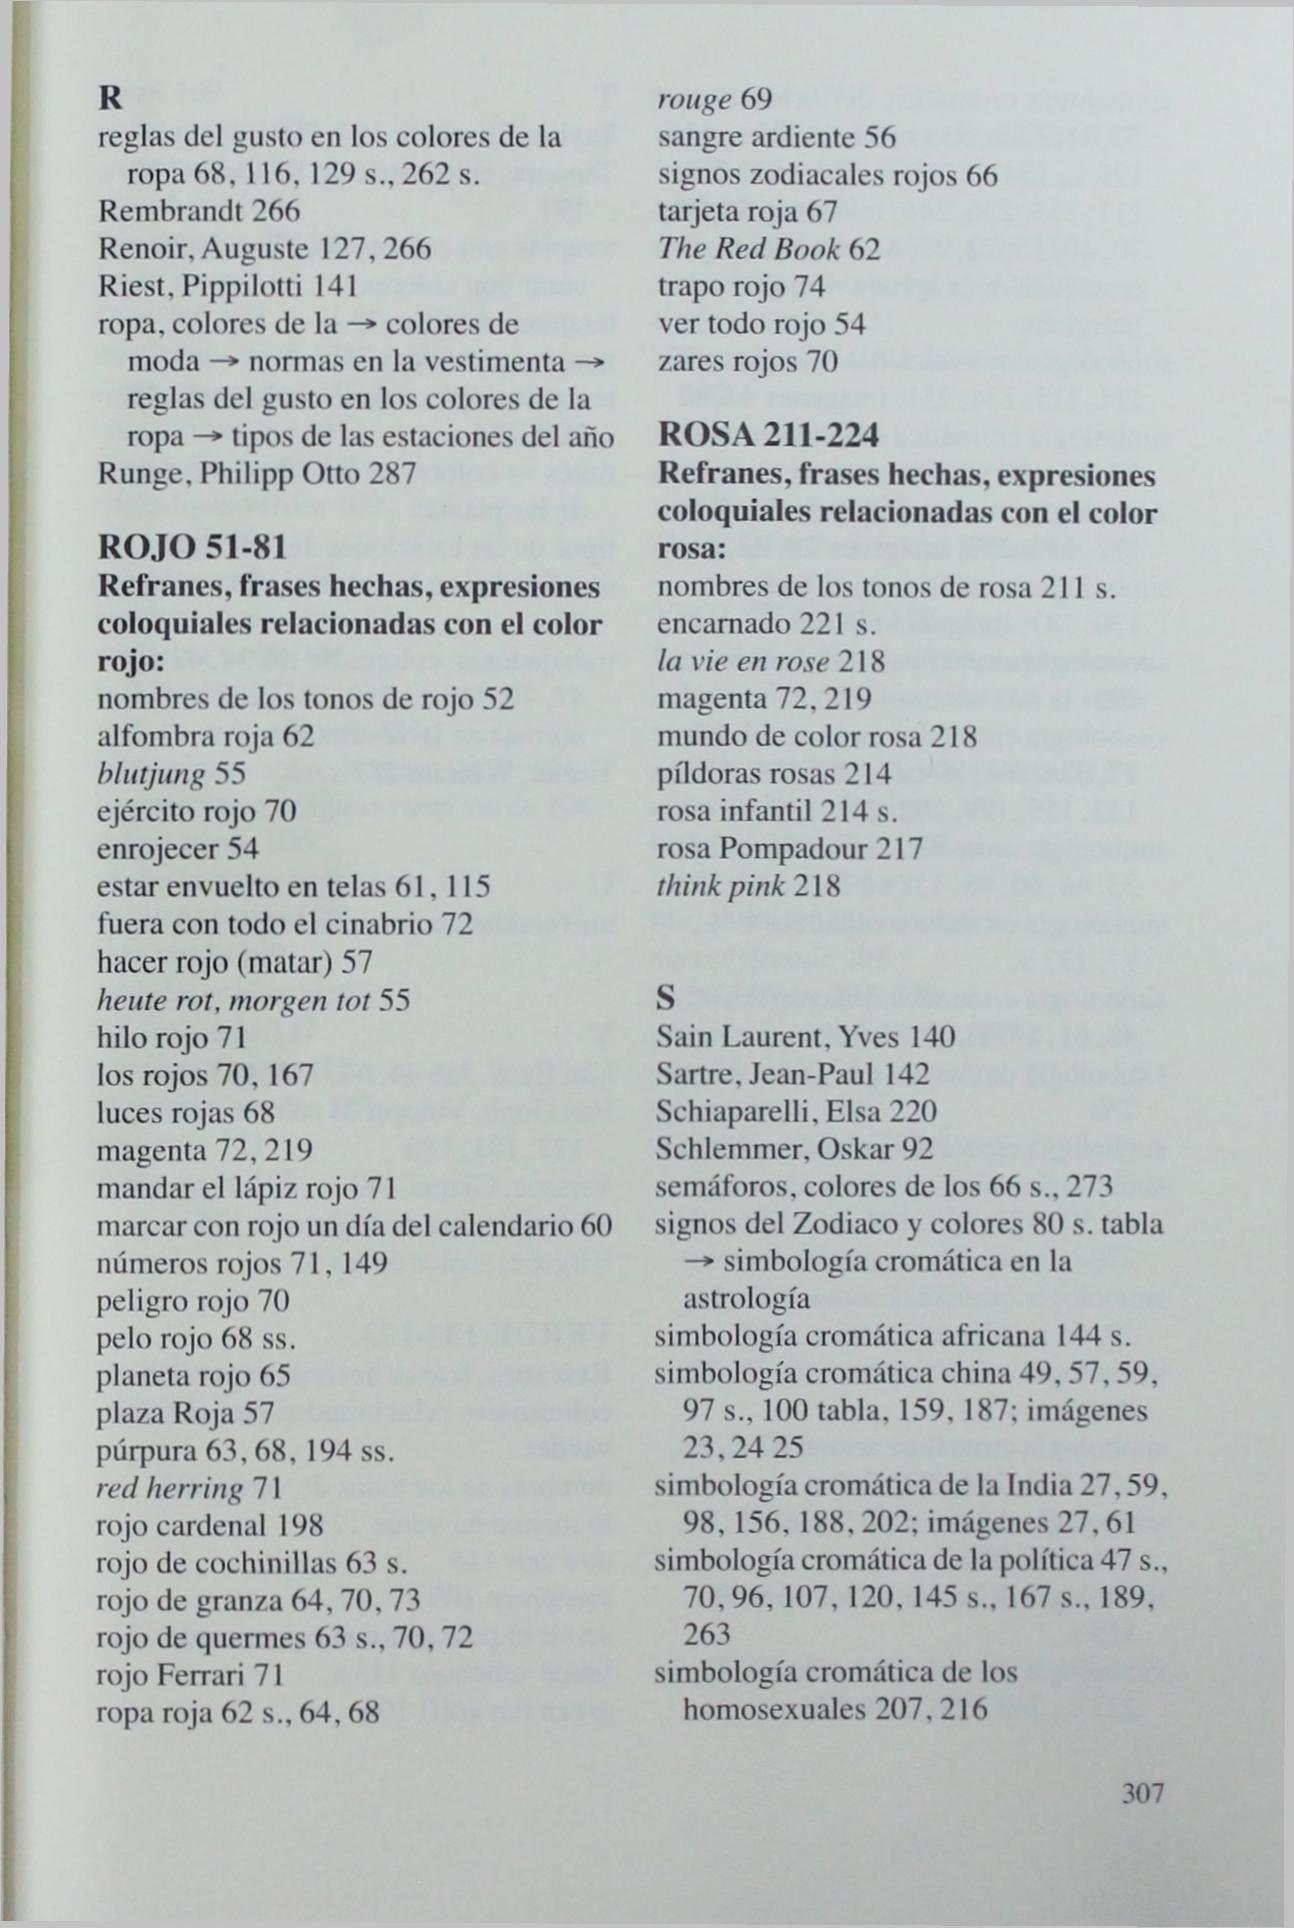 R
reglas del gusto en los colores de la
ropa 68, 116, 129 s., 262 s.
Rembrandt 266
Renoir, Auguste 127, 266
Riest, Pippilotti 141
ropa, colores de la → colores de
moda → normas en la vestimenta →
reglas del gusto en los colores de la
ropa → tipos de las estaciones del año
Runge, Philipp Otto 287
ROJO 51-81
Refranes, frases hechas, expresiones
coloquiales relacionadas con el color
rojo:
nombres de los tonos de rojo 52
alfombra roja 62
blutjung 55
ejército rojo 70
enrojecer 54
estar envuelto en telas 61, 115
fuera con todo el cinabrio 72
hacer rojo (matar) 57
heute rot, morgen tot 55
hilo rojo 71
los rojos 70, 167
luces rojas 68
magenta 72, 219
mandar el lápiz rojo 71
marcar con rojo un día del calendario 60
números rojos 71, 149
peligro rojo 70
pelo rojo 68 ss.
planeta rojo 65
plaza Roja 57
púrpura 63, 68, 194 ss.
red herring 71
rojo cardenal 198
rojo de cochinillas 63 s.
rojo de granza 64, 70, 73
rojo de quermes 63 s., 70, 72
rojo Ferrari 71
ropa roja 62 s., 64, 68
rouge 69
sangre ardiente 56
signos zodiacales rojos 66
tarjeta roja 67
The Red Book 62
trapo rojo 74
ver todo rojo 54
zares rojos 70
ROSA 211-224
Refranes, frases hechas, expresiones
coloquiales relacionadas con el color
rosa:
nombres de los tonos de rosa 211 s.
encarnado 221 s.
la vie en rose 218
magenta 72, 219
mundo de color rosa 218
píldoras rosas 214
rosa infantil 214 s.
rosa Pompadour 217
think pink 218
S
Sain Laurent, Yves 140
Sartre, Jean-Paul 142
Schiaparelli, Elsa 220
Schlemmer, Oskar 92
semáforos, colores de los 66 s., 273
signos del Zodiaco y colores 80 s. tabla
→ simbología cromática en la
astrología
simbología cromática africana 144 s.
simbología cromática china 49, 57, 59,
97 s., 100 tabla, 159, 187; imágenes
23, 24 25
simbología cromática de la India 27, 59,
98, 156, 188, 202; imágenes 27, 61
simbología cromática de la política 47 s.,
70, 96, 107, 120, 145 s., 167 s., 189,
263
simbología cromática de los
homosexuales 207, 216
307